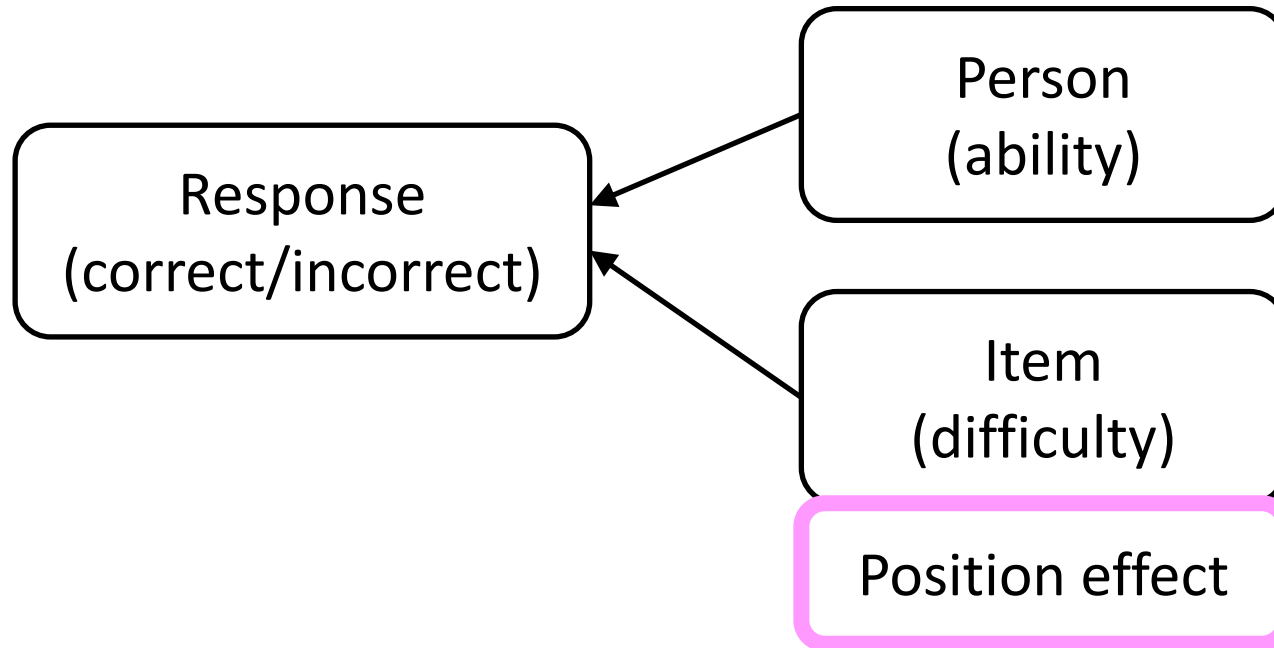 Person
(ability)
Response
(correct/incorrect)
Item
(difficulty)
Position effect